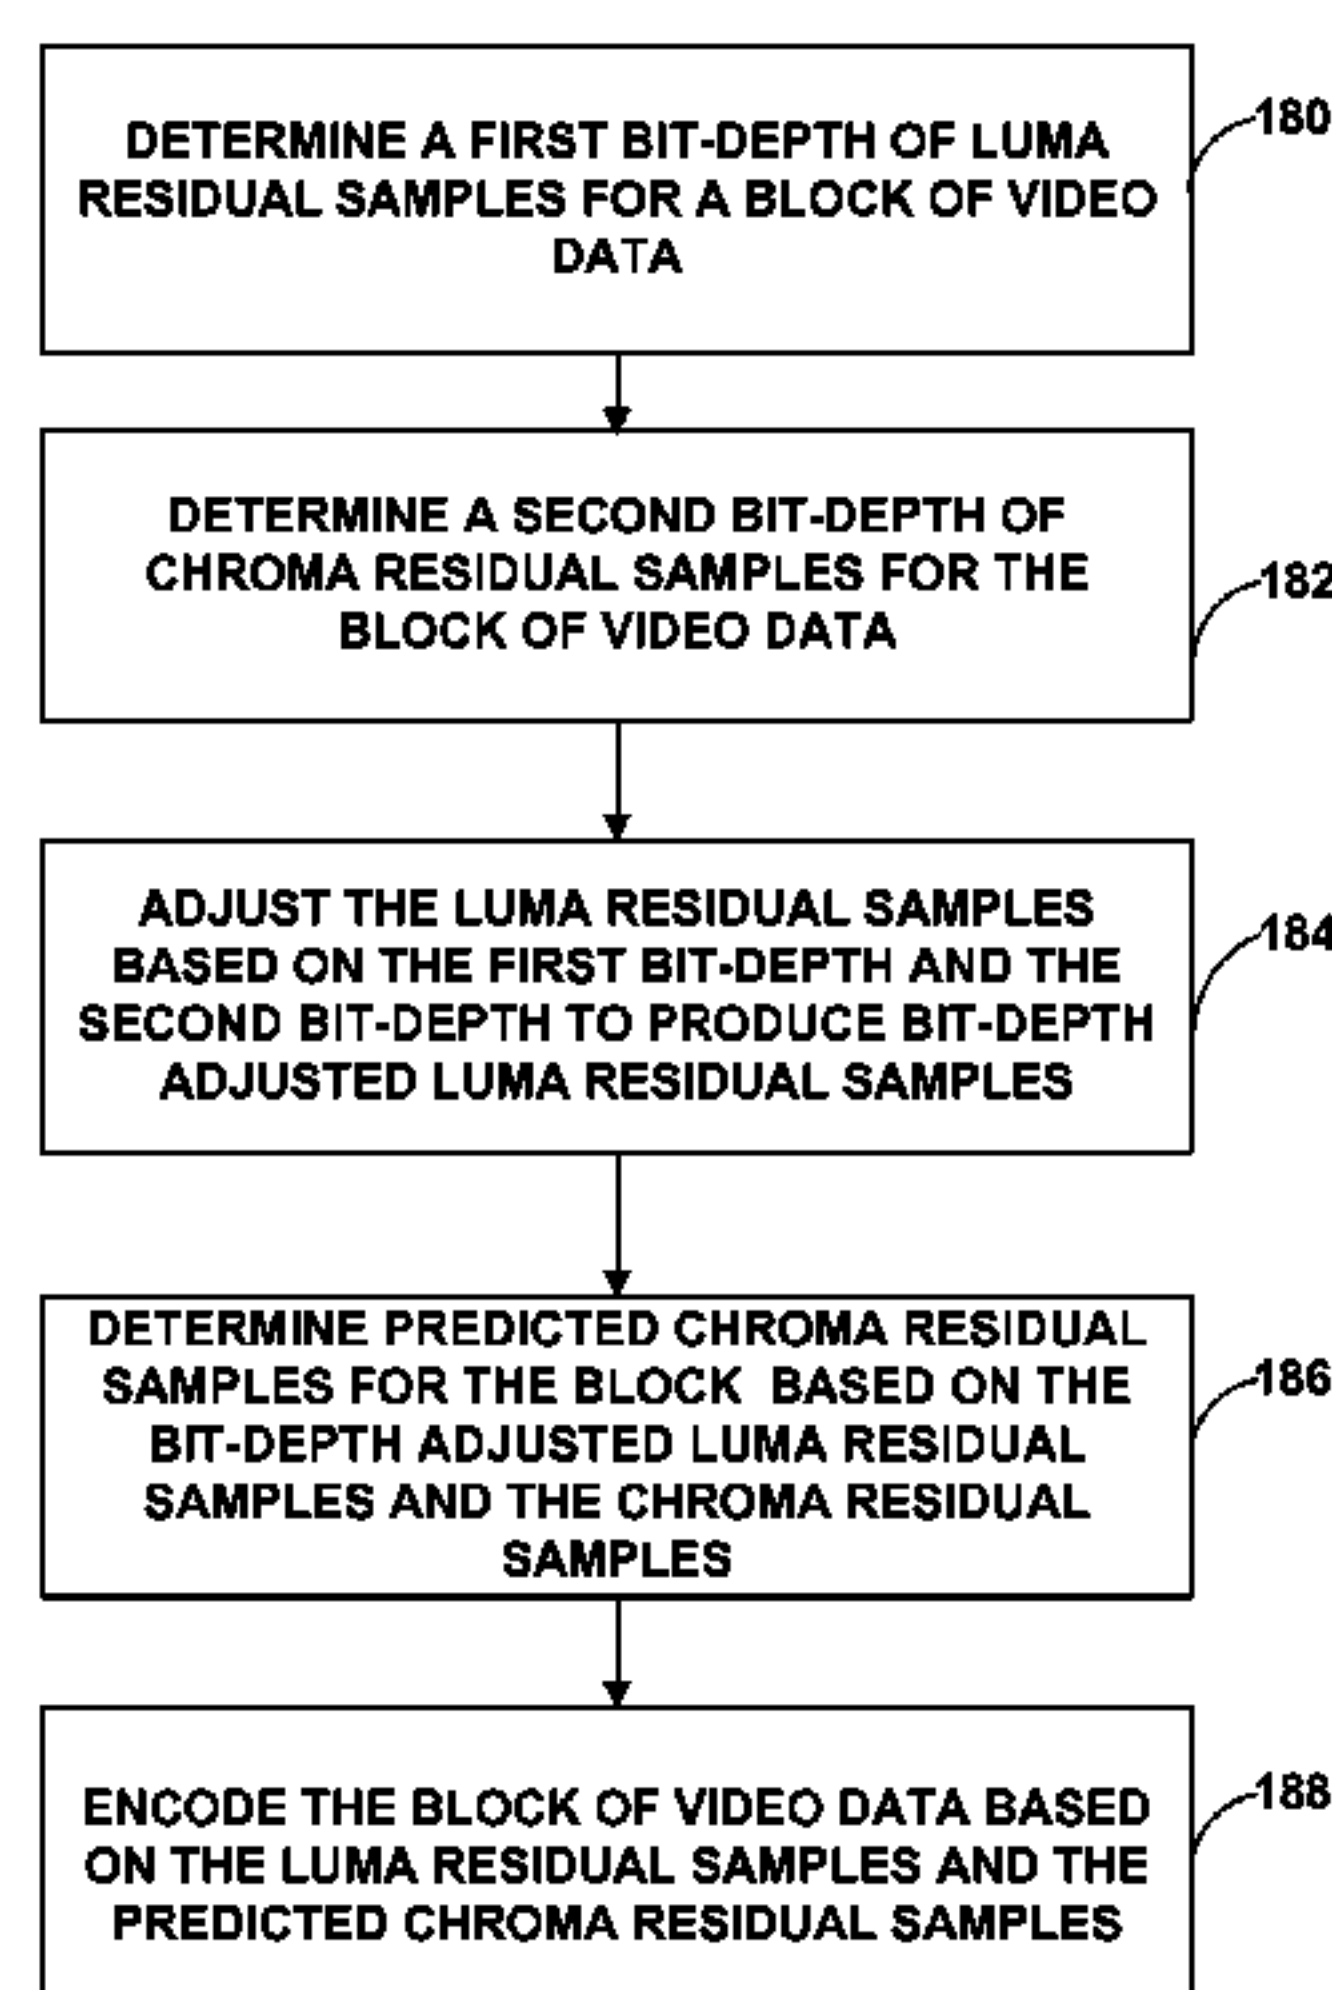 DETERMINE A FIRST BIT-DEPTH OF LUMA
RESIDUAL SAMPLES FOR A BLOCK OF VIDEO
DATA
180
DETERMINE A SECOND BIT-DEPTH OF
CHROMA RESIDUAL SAMPLES FOR THE
BLOCK OF VIDEO DATA
182
ADJUST THE LUMA RESIDUAL SAMPLES
BASED ON THE FIRST BIT-DEPTH AND THE
SECOND BIT-DEPTH TO PRODUCE BIT-DEPTH
ADJUSTED LUMA RESIDUAL SAMPLES
184
DETERMINE PREDICTED CHROMA RESIDUAL
SAMPLES FOR THE BLOCK BASED ON THE
BIT-DEPTH ADJUSTED LUMA RESIDUAL
SAMPLES AND THE CHROMA RESIDUAL
SAMPLES
186
ENCODE THE BLOCK OF VIDEO DATA BASED
ON THE LUMA RESIDUAL SAMPLES AND THE
PREDICTED CHROMA RESIDUAL SAMPLES
188